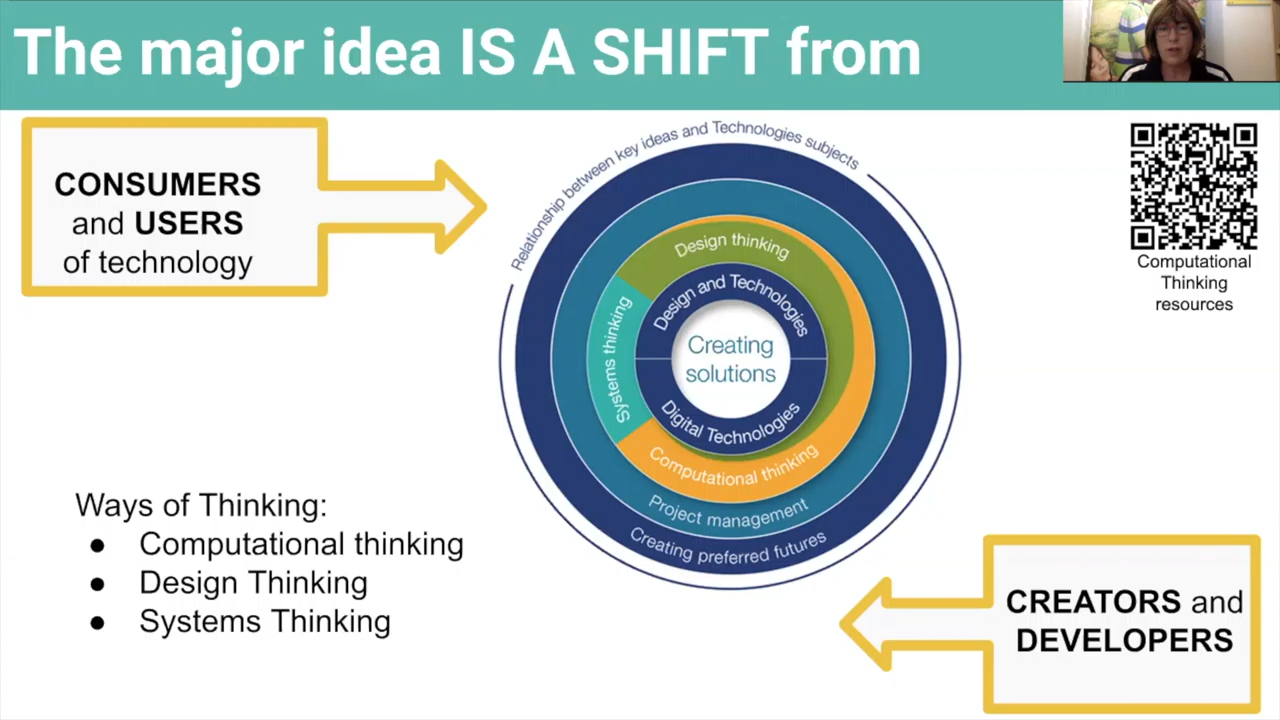 The major idea IS A SHIFT from
CONSUMERS
and USERS
of technology
Relationship between key ideas and Technologies subjects
Design thinking
Design and Technologies
Systems thinking
Creating
solutions
Digital Technologies
Computational thinking
Project management
Creating preferred futures
Computational
Thinking
resources
Ways of Thinking:
● Computational thinking
● Design Thinking
● Systems Thinking
CREATORS and
DEVELOPERS